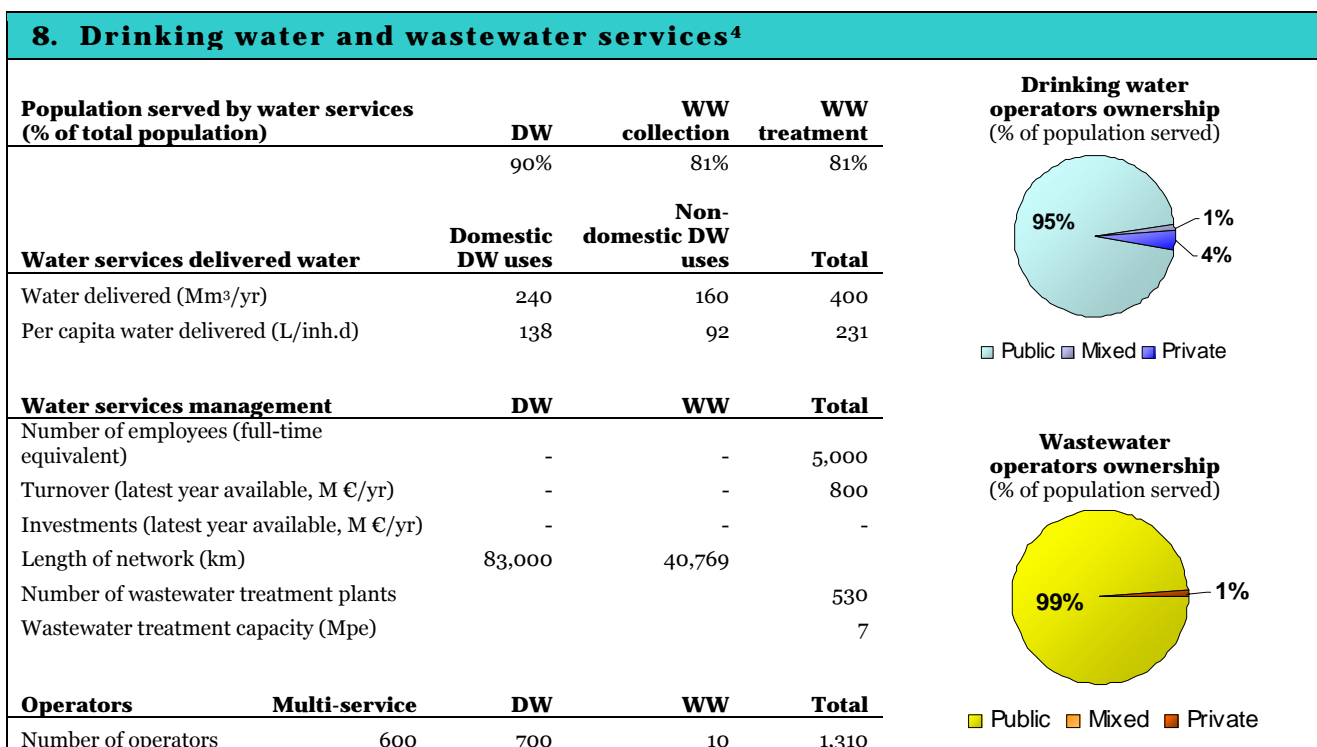 8. Drinking water and wastewater services⁴
Population served by water services WW WW
(% of total population) DW collection treatment
90% 81% 81%
Non-
Domestic domestic DW
Water services delivered water DW uses uses Total
Water delivered (Mm³/yr) 240 160 400
Per capita water delivered (L/inh.d) 138 92 231
Water services management DW WW Total
Number of employees (full-time
equivalent) - - 5,000
Turnover (latest year available, M €/yr) - - 800
Investments (latest year available, M €/yr) - - -
Length of network (km) 83,000 40,769
Number of wastewater treatment plants 530
Wastewater treatment capacity (Mpe) 7
Operators Multi-service DW WW Total
Number of operators 600 700 10 1,310
Drinking water
operators ownership
(% of population served)
95%
1%
4%
Public Mixed Private
Wastewater
operators ownership
(% of population served)
99%
1%
Public Mixed Private